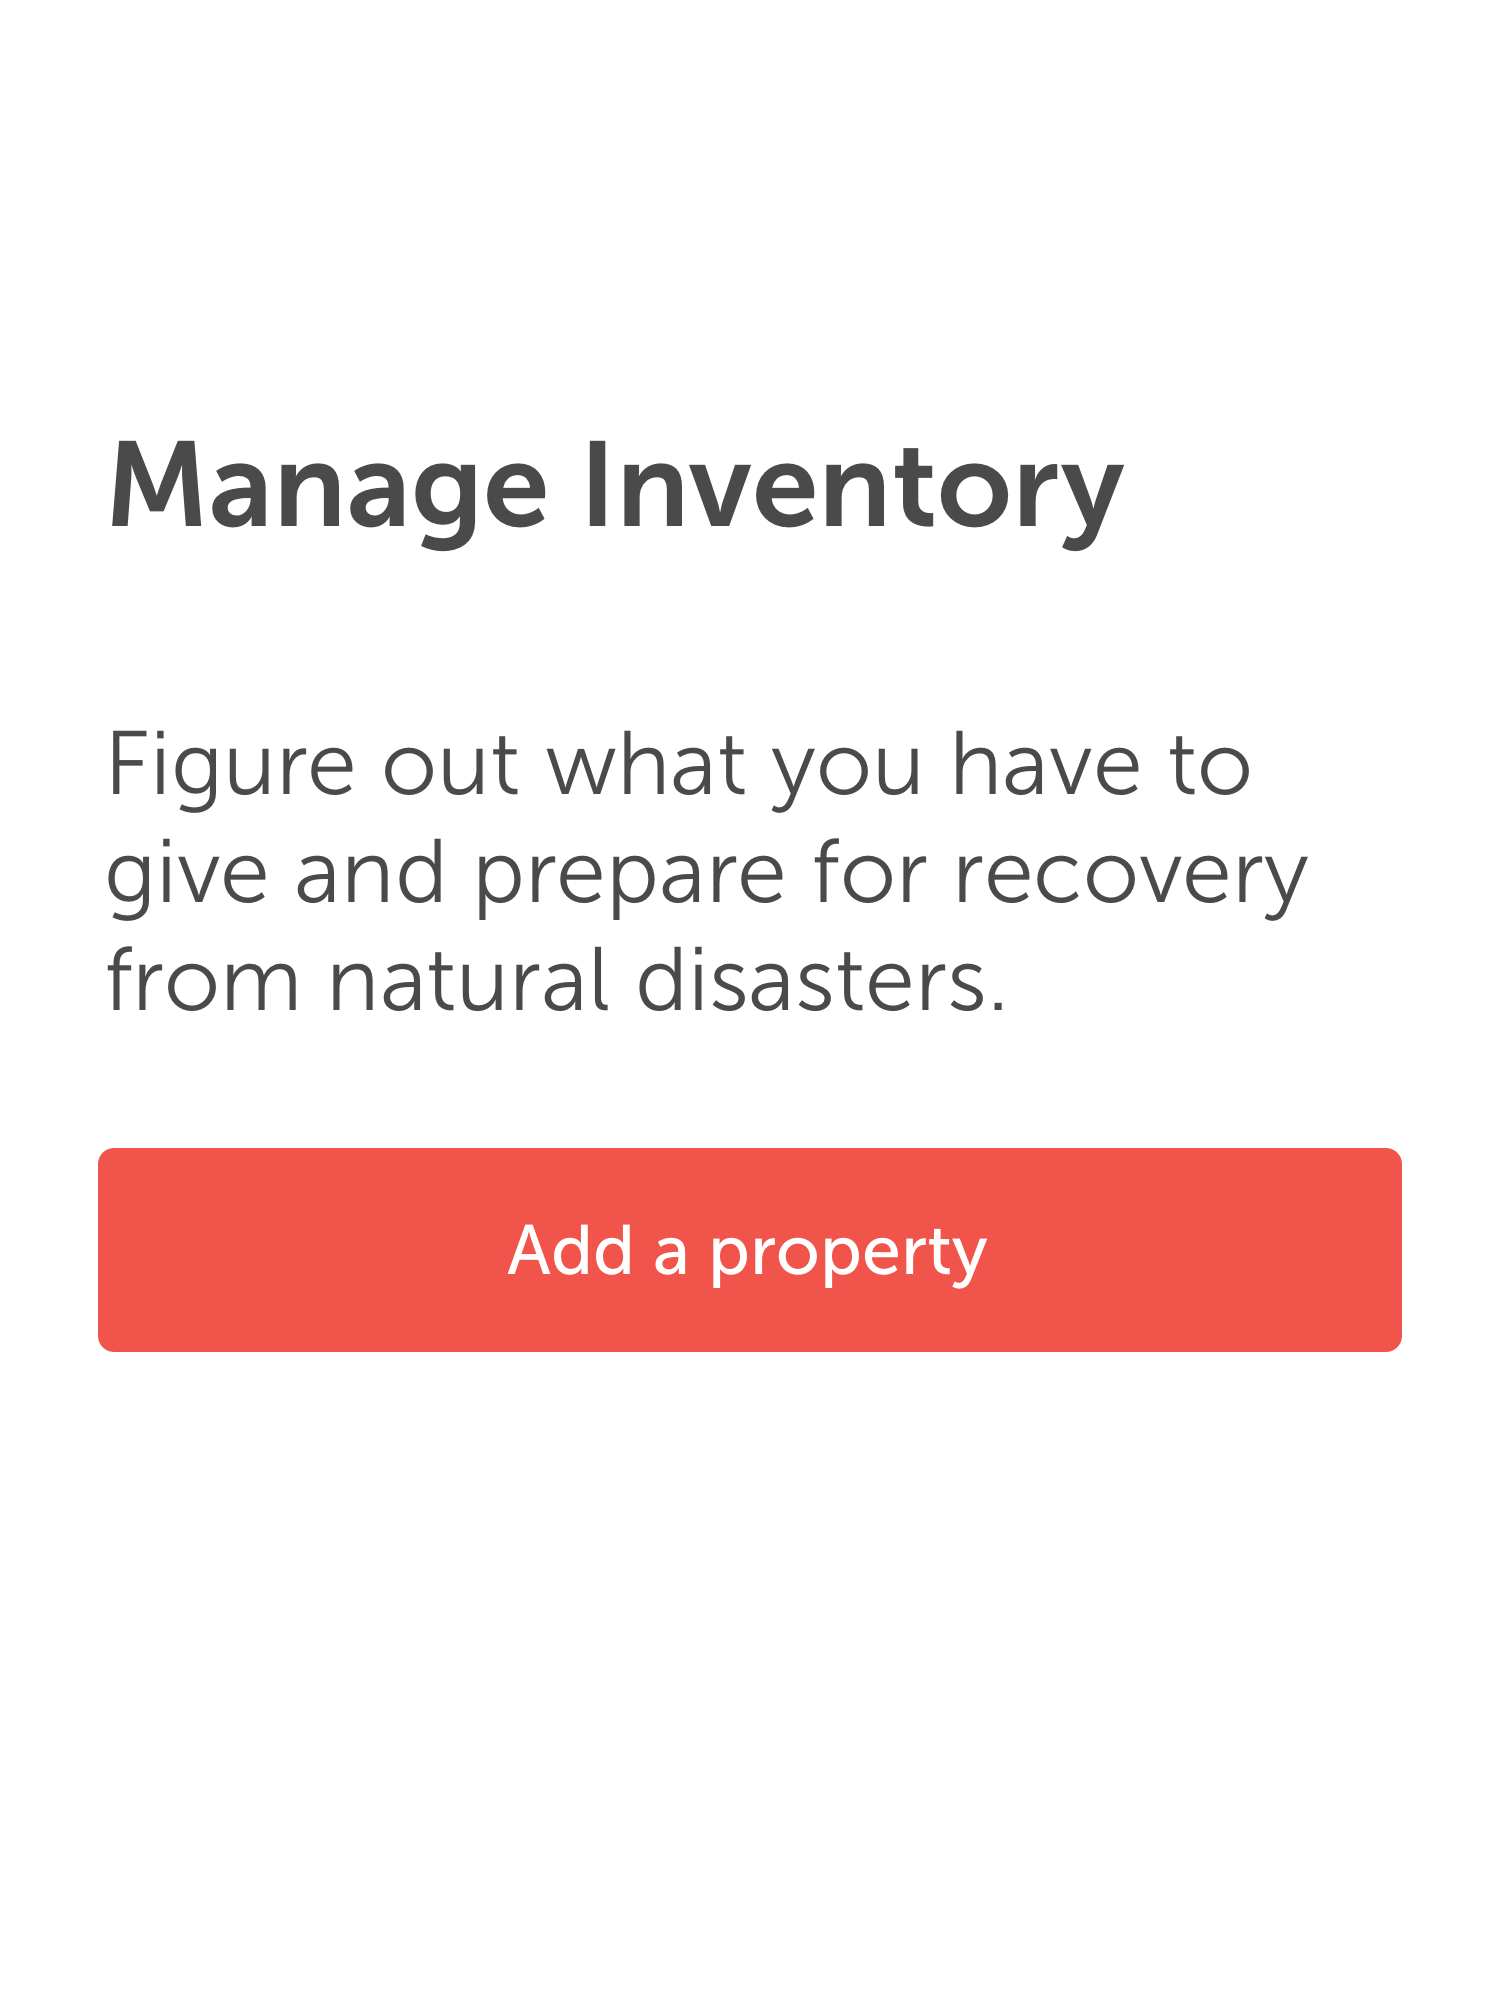 Manage Inventory
Figure out what you have to
give and prepare for recovery
from natural disasters.
Add a property